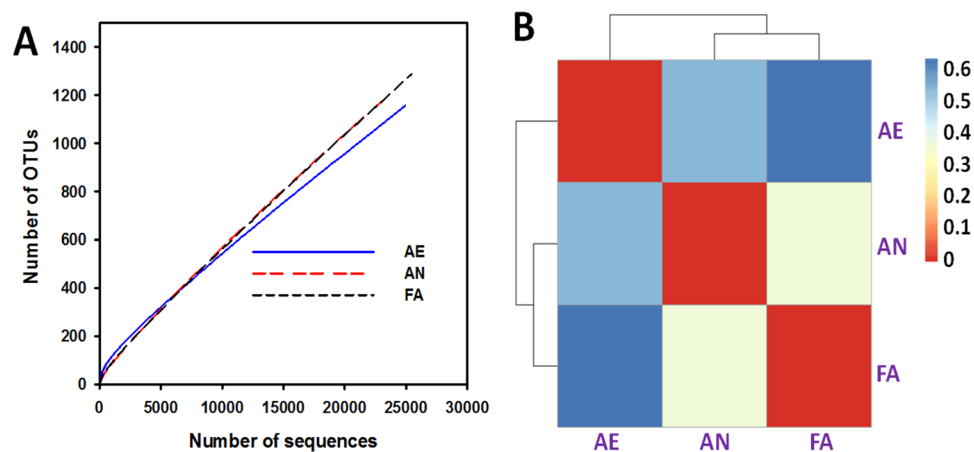 A
Number of OTUs
1400
1200
1000
800
600
400
200
0
0 5000 10000 15000 20000 25000 30000
Number of sequences
AE
AN
FA
B
AE
AN
FA
AE AN FA
0.6
0.5
0.4
0.3
0.2
0.1
0